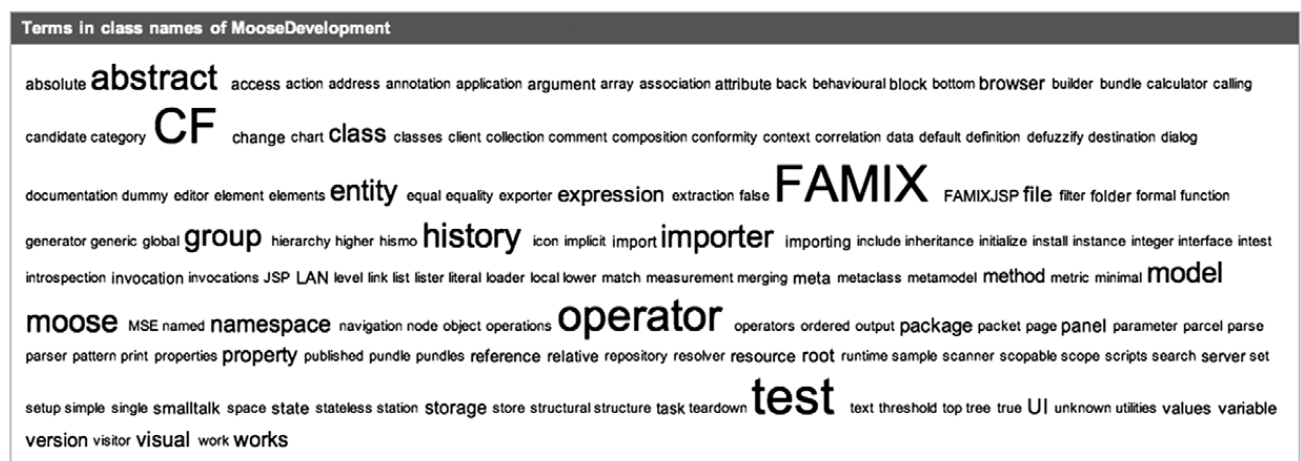 Terms in class names of MooseDevelopment
absolute abstract access action address annotation application argument array association attribute back behavioural block bottom browser builder bundle calculator calling
candidate category CF change chart class classes client collection comment composition conformity context correlation data default definition defuzzify destination dialog
documentation dummy editor element elements entity equal equality exporter expression extraction false FAMIX FAMIXJSP file filter folder formal function
generator generic global group hierarchy higher hismo history icon implicit import importer importing include inheritance initialize install instance integer interface intest
introspection invocation invocations JSP LAN level link list lister literal loader local lower match measurement merging meta metaclass metamodel method metric minimal model
moose MSE named namespace navigation node object operations operator operators ordered output package packet page panel parameter parcel parse
parser pattern print properties property published pundle pundles reference relative repository resolver resource root runtime sample scanner scopable scope scripts search server set
setup simple single smalltalk space state stateless station storage store structural structure task teardown test text threshold top tree true UI unknown utilities values variable
version visitor visual work works